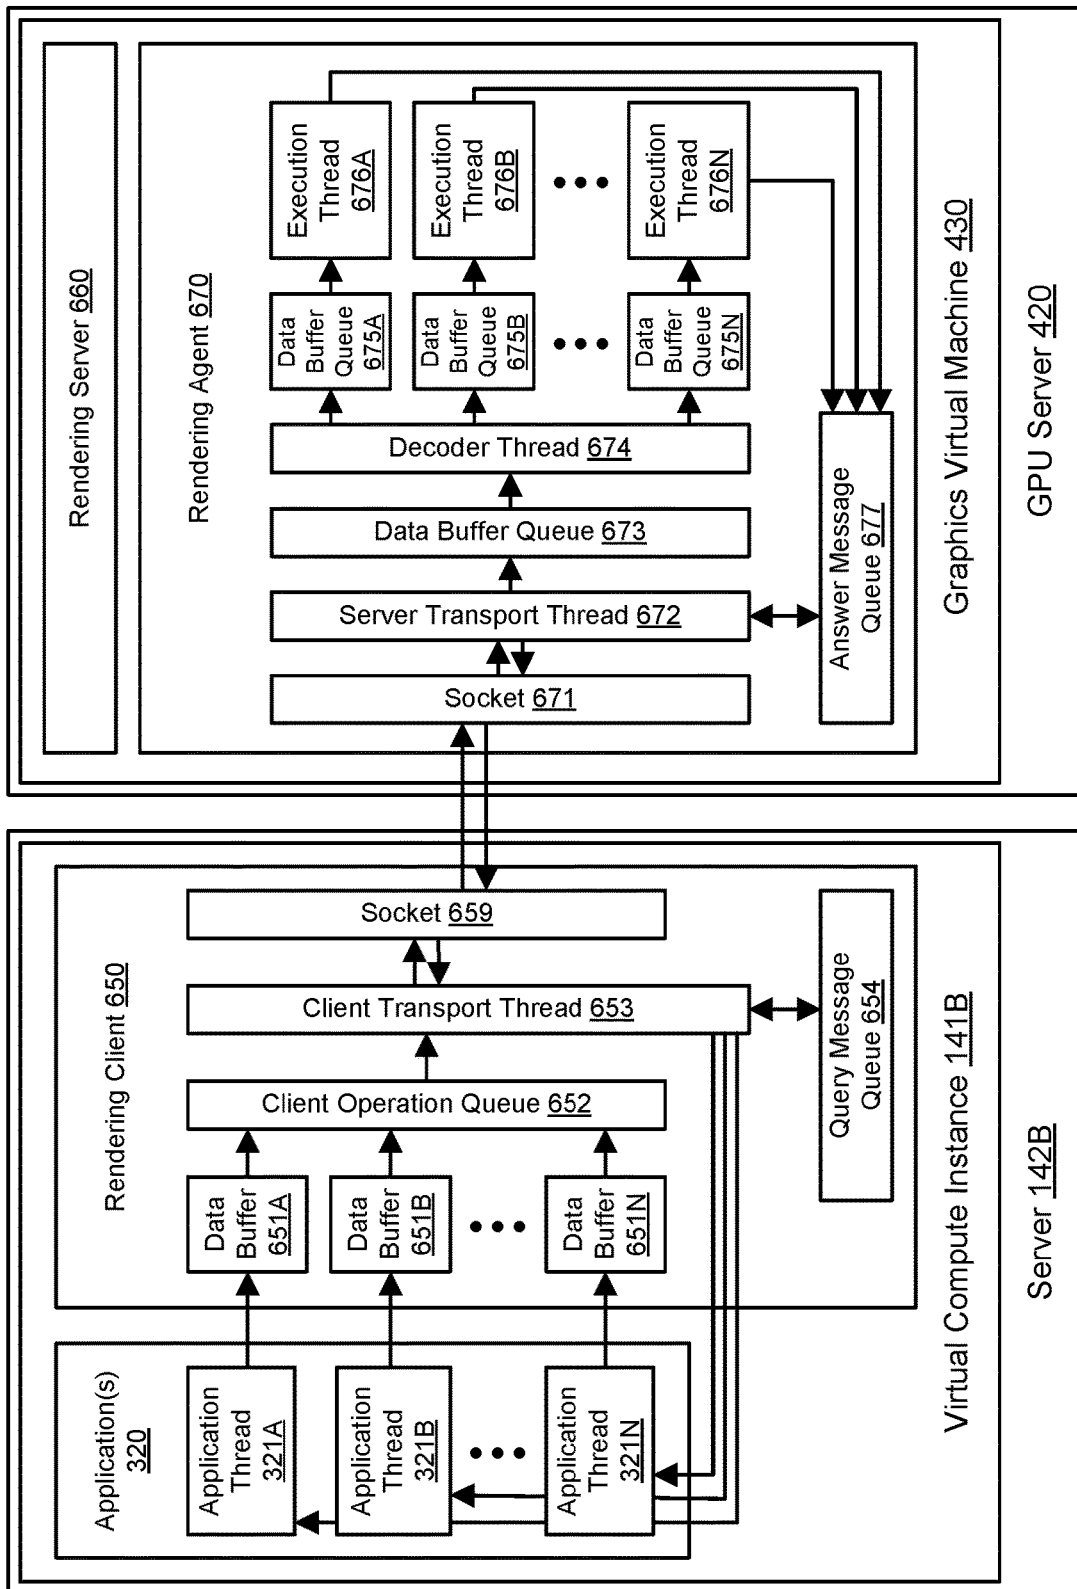 Application(s)
320
Application
Thread
321A
Application
Thread
321B
Application
Thread
321N
Rendering Client 650
Data
Buffer
651A
Data
Buffer
651B
Data
Buffer
651N
Client Operation Queue 652
Client Transport Thread 653
Socket 659
Query Message
Queue 654
Virtual Compute Instance 141B
Server 142B
Rendering Server 660
Rendering Agent 670
Socket 671
Server Transport Thread 672
Data Buffer Queue 673
Decoder Thread 674
Data
Buffer
Queue
675A
Data
Buffer
Queue
675B
Data
Buffer
Queue
675N
Execution
Thread
676A
Execution
Thread
676B
Execution
Thread
676N
Answer Message
Queue 677
Graphics Virtual Machine 430
GPU Server 420